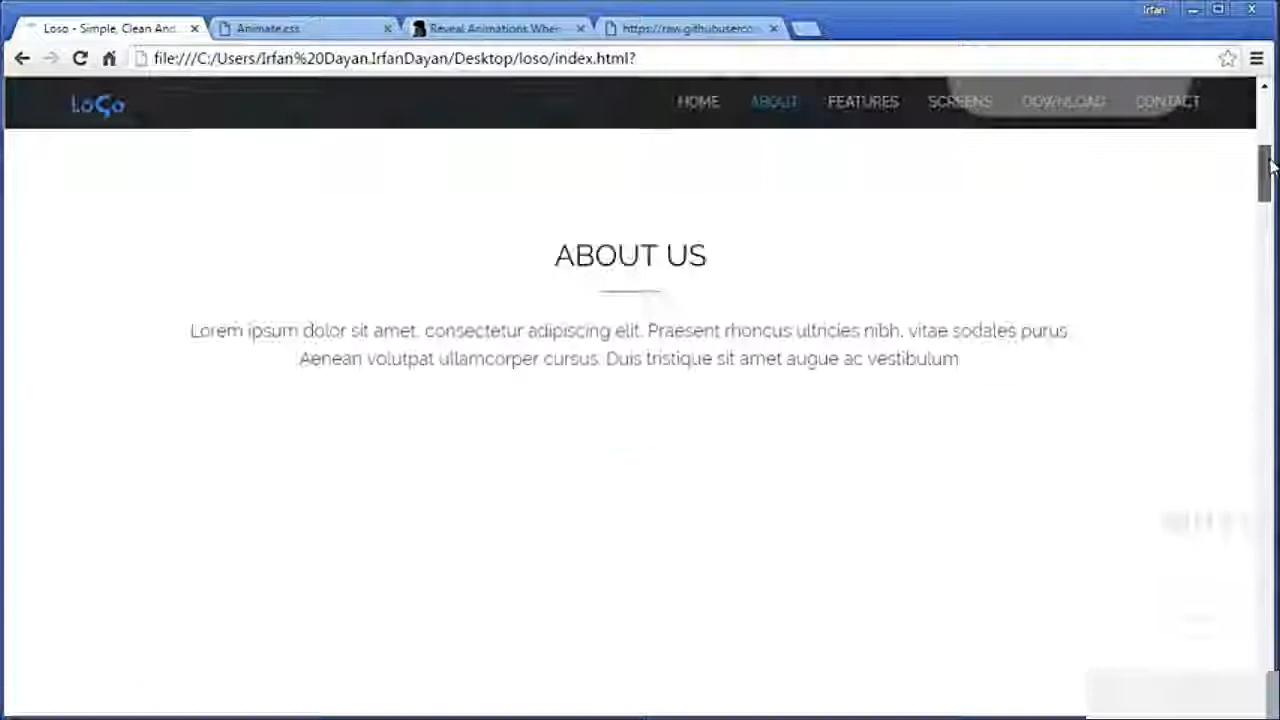 Irfan
Loso - Simple, Clean And
Animate.css
Reveal Animations When
https://raw.githubuserco
file:///C:/Users/Irfan%20Dayan.IrfanDayan/Desktop/loso/index.html?
LoGo
HOME ABOUT FEATURES SCREENS DOWNLOAD CONTACT
ABOUT US
Lorem ipsum dolor sit amet, consectetur adipiscing elit. Praesent rhoncus ultricies nibh, vitae sodales purus.
Aenean volutpat ullamcorper cursus. Duis tristique sit amet augue ac vestibulum